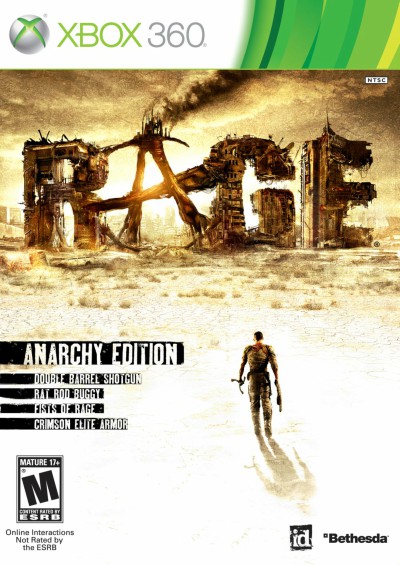 XBOX 360
NTSC
RAGE
ANARCHY EDITION
DOUBLE BARREL SHOTGUN
RAT ROD BUGGY
FISTS OF RAGE
CRIMSON ELITE ARMOR
MATURE 17+
M
CONTENT RATED BY
ESRB
Online Interactions
Not Rated by
the ESRB
id
Bethesda